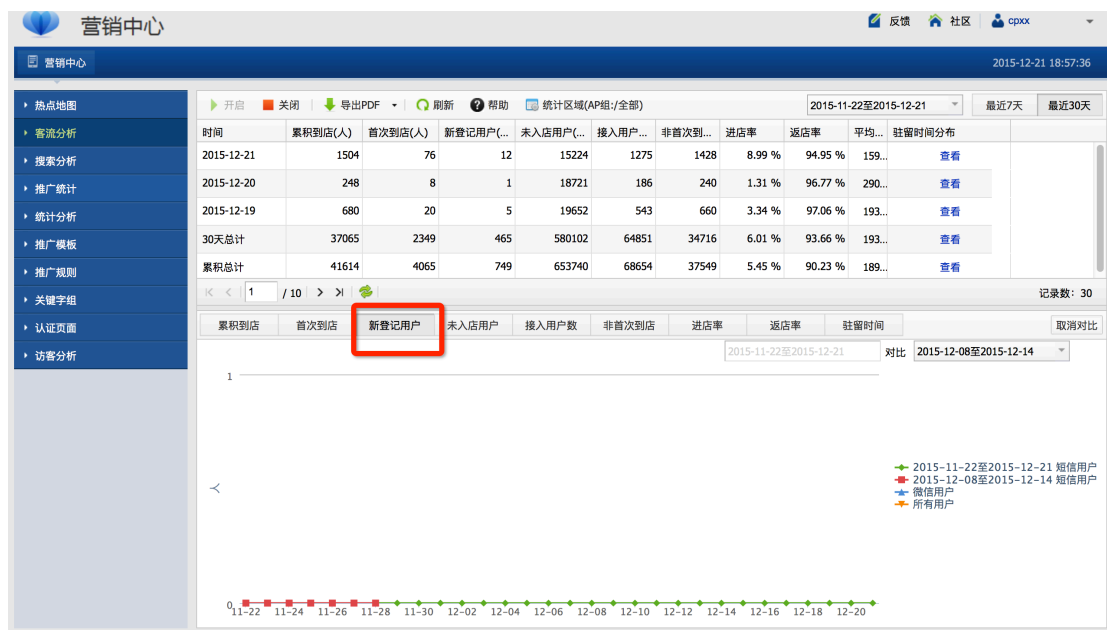 营销中心 反馈 社区 cpxx
营销中心 2015-12-21 18:57:36
热点地图
客流分析
搜索分析
推广统计
统计分析
推广模板
推广规则
关键字组
认证页面
访客分析
开启 关闭 导出PDF 刷新 帮助 统计区域(AP组:/全部) 2015-11-22至2015-12-21 最近7天 最近30天
时间 累积到店(人) 首次到店(人) 新登记用户(... 未入店用户(... 接入用户... 非首次到... 进店率 返店率 平均... 驻留时间分布
2015-12-21 1504 76 12 15224 1275 1428 8.99 % 94.95 % 159... 查看
2015-12-20 248 8 1 18721 186 240 1.31 % 96.77 % 290... 查看
2015-12-19 680 20 5 19652 543 660 3.34 % 97.06 % 193... 查看
30天总计 37065 2349 465 580102 64851 34716 6.01 % 93.66 % 193... 查看
累积总计 41614 4065 749 653740 68654 37549 5.45 % 90.23 % 189... 查看
1 / 10 记录数: 30
累积到店 首次到店 新登记用户 未入店用户 接入用户数 非首次到店 进店率 返店率 驻留时间 取消对比
2015-11-22至2015-12-21 对比 2015-12-08至2015-12-14
1
人
2015-11-22至2015-12-21 短信用户
2015-12-08至2015-12-14 短信用户
微信用户
所有用户
0
11-22 11-24 11-26 11-28 11-30 12-02 12-04 12-06 12-08 12-10 12-12 12-14 12-16 12-18 12-20